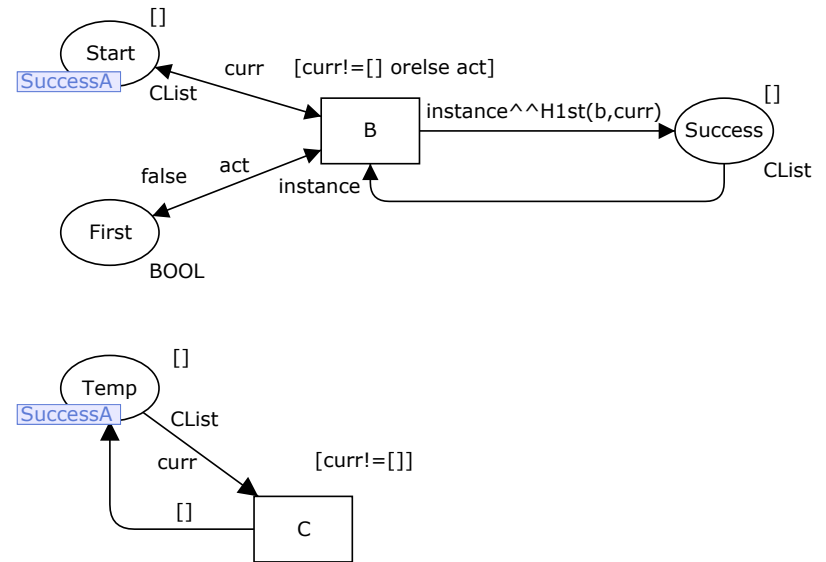 []
Start
SuccessA
CList
curr
[curr!=[] orelse act]
B
instance^^H1st(b,curr)
[]
Success
CList
instance
act
false
First
BOOL
[]
Temp
SuccessA
CList
curr
[curr!=[]]
[]
C